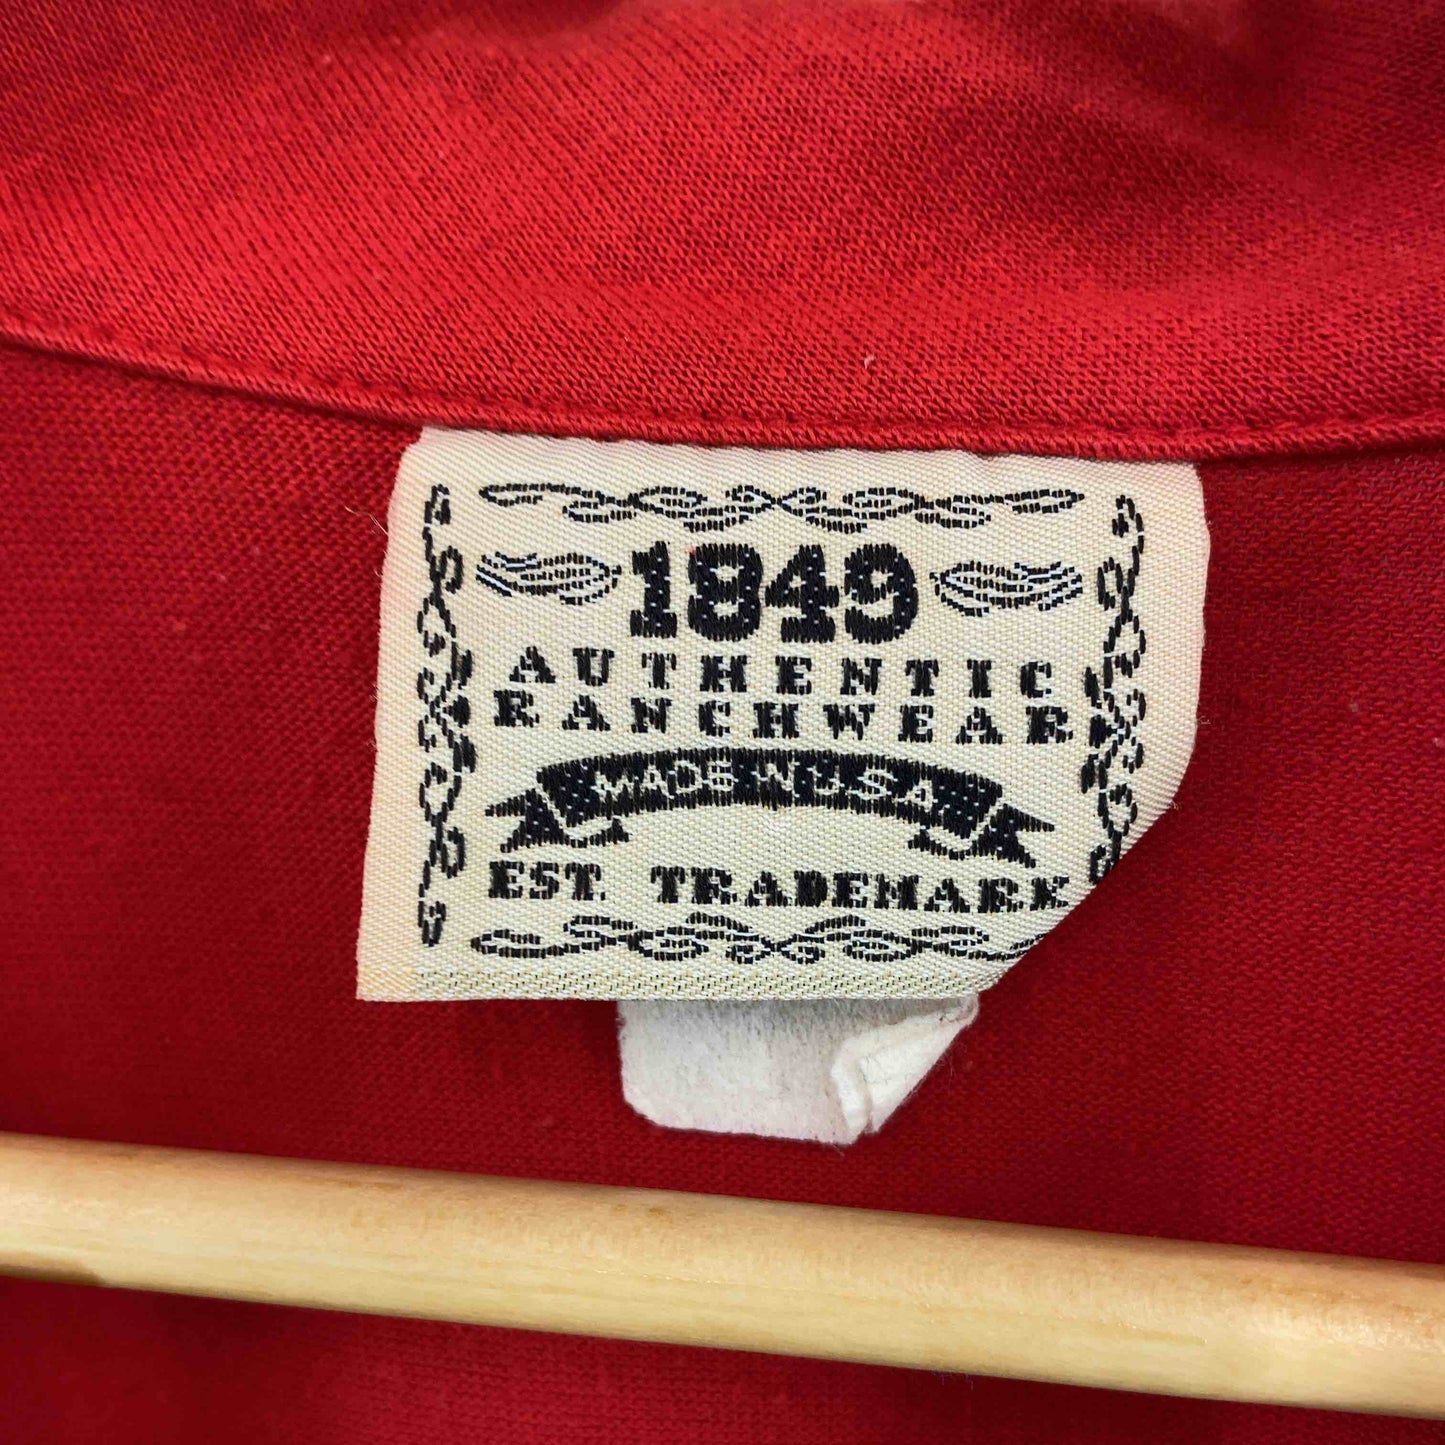 1849
AUTHENTIC
RANCHWEAR
MADE IN USA
EST. TRADEMARK